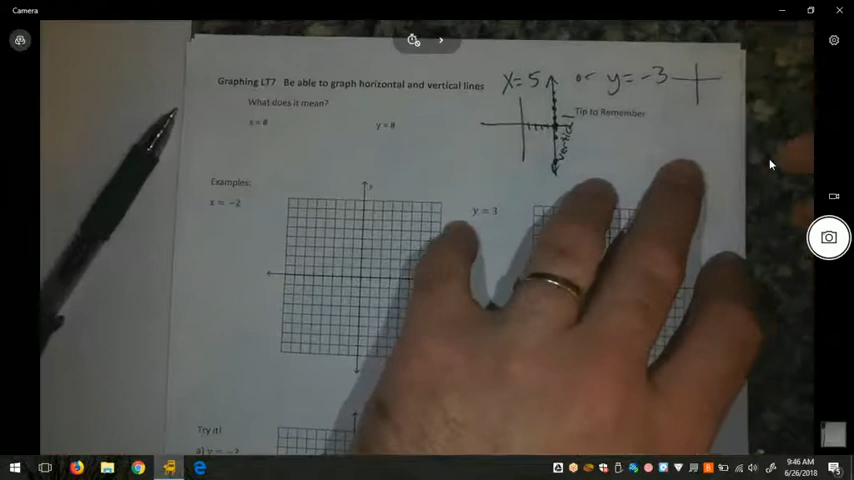 Camera
Graphing LT7 Be able to graph horizontal and vertical lines
x = 5 or y = -3
What does it mean?
Tip to Remember
x = # y = #
vertical
Examples:
x = -2 y = 3
y
Try it!
a) y = -2
9:46 AM
6/26/2018